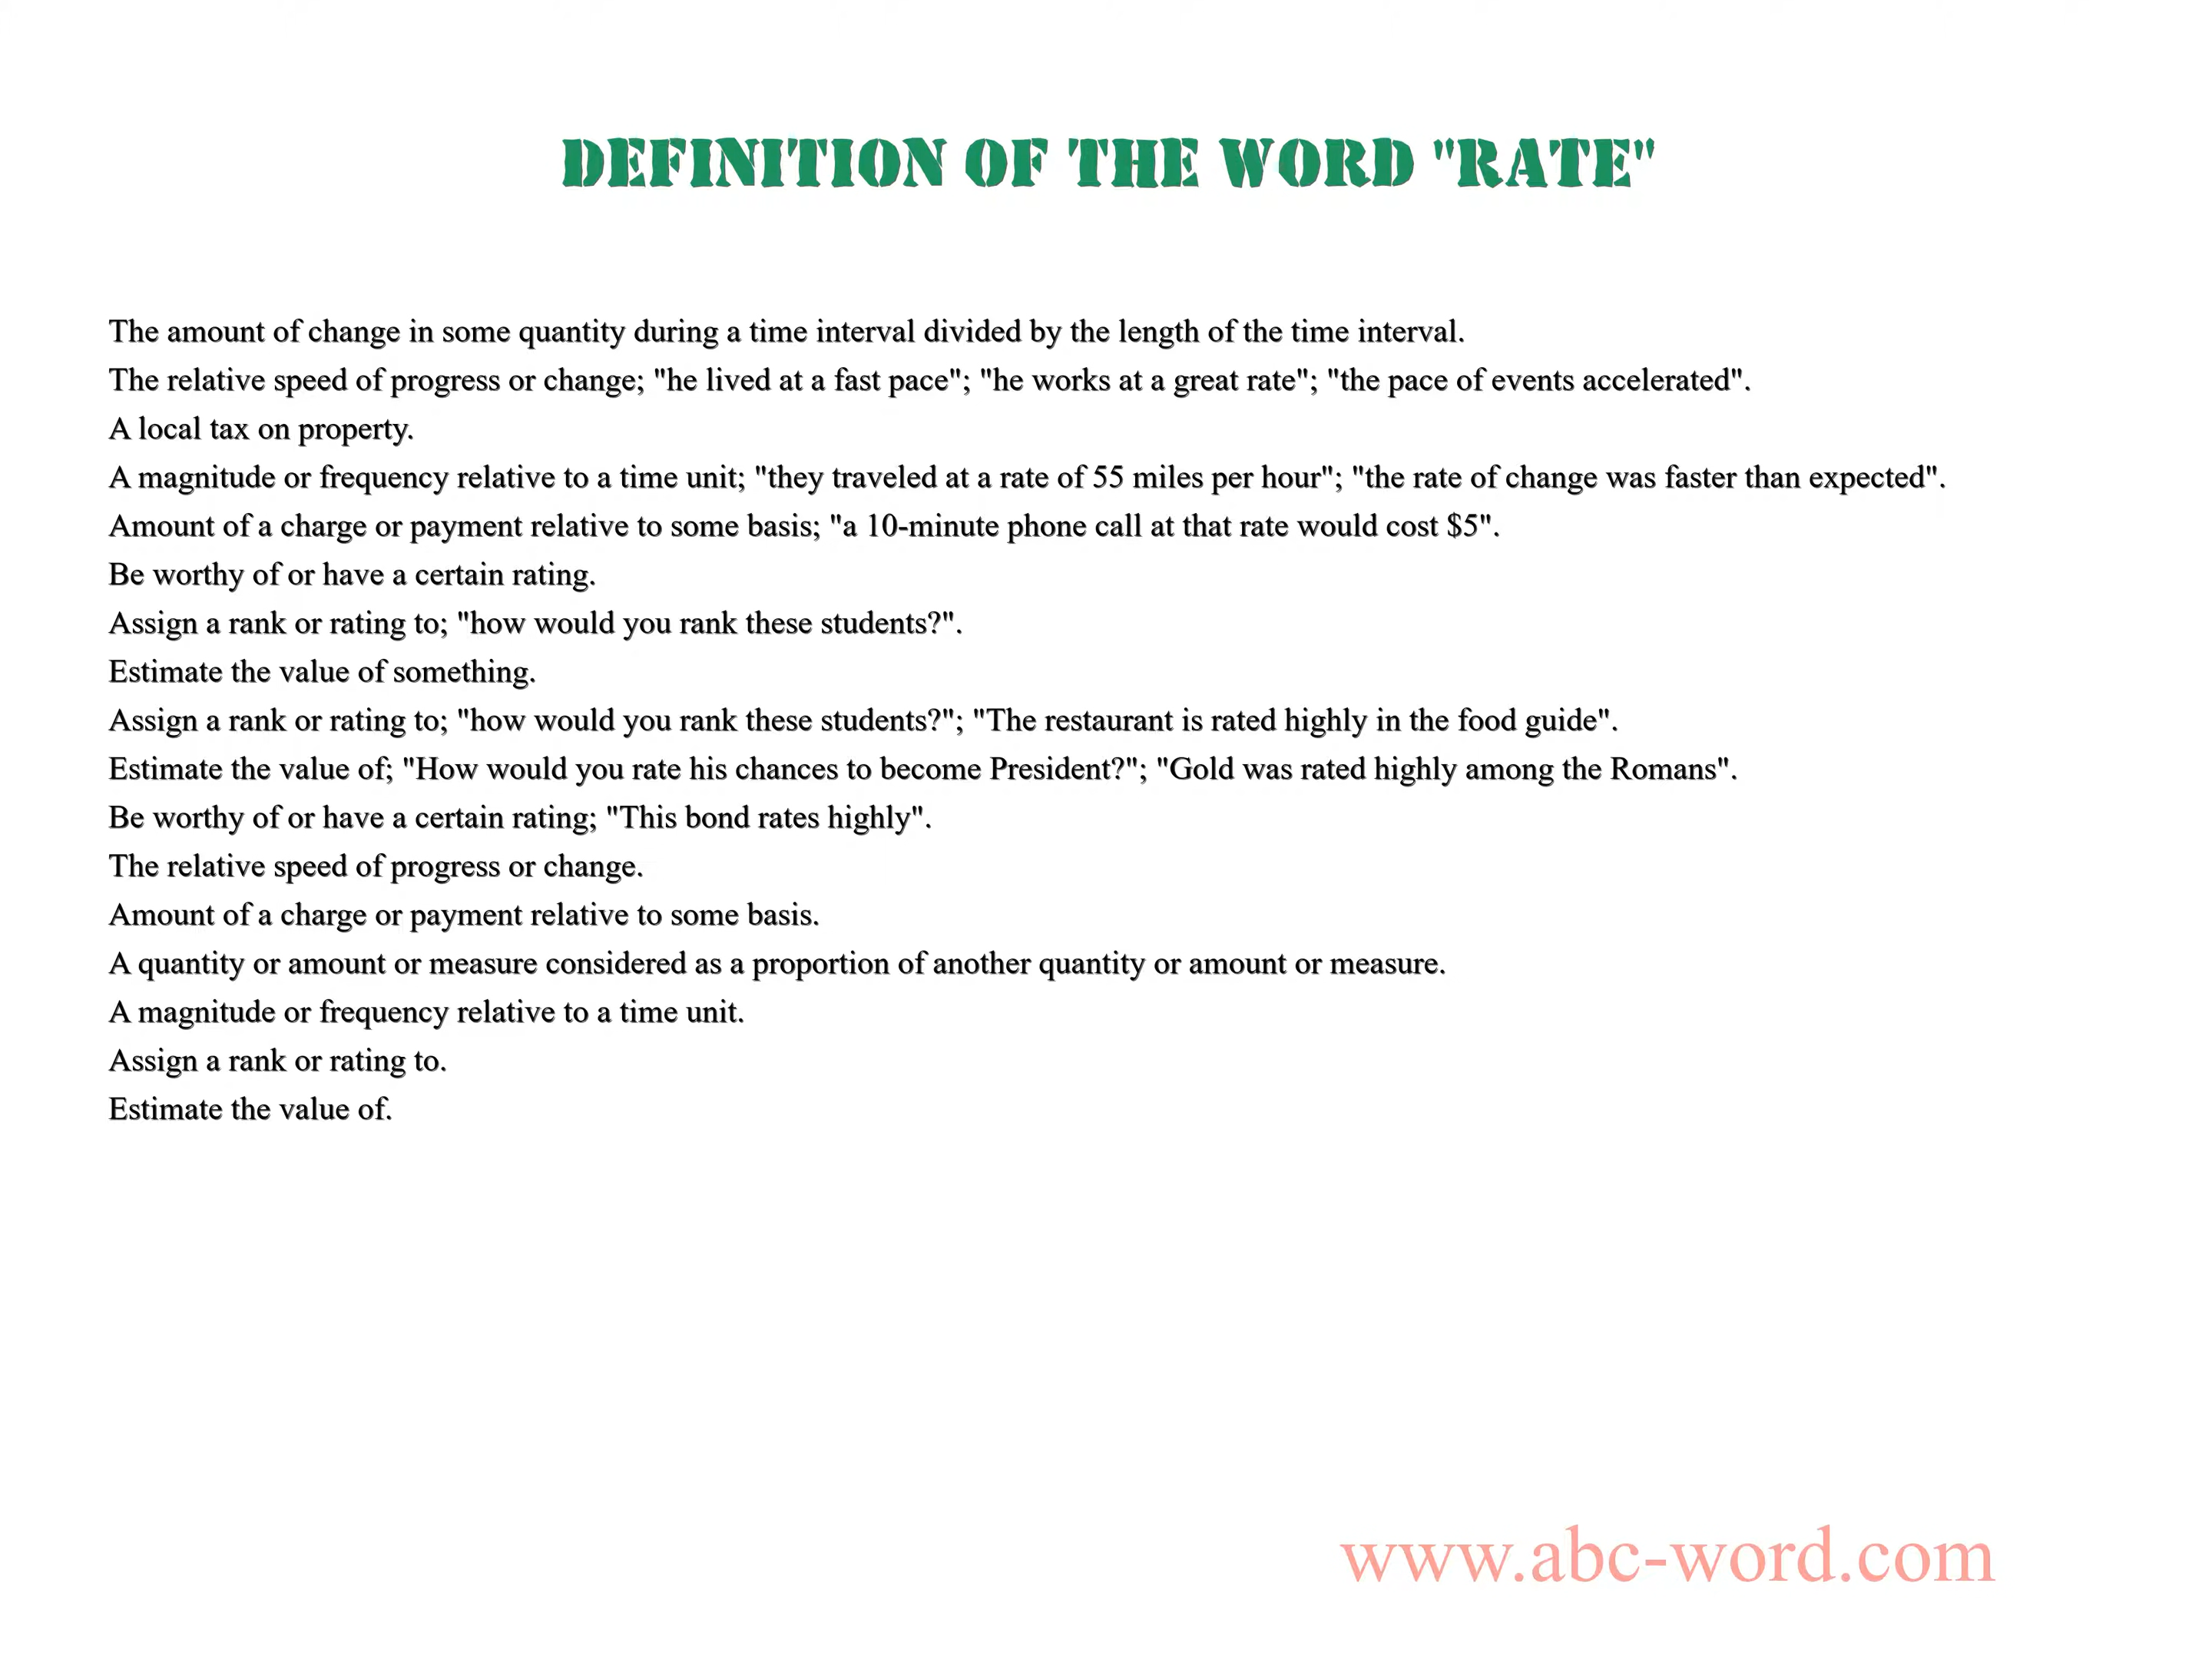 DEFINITION OF THE WORD "RATE"
The amount of change in some quantity during a time interval divided by the length of the time interval.
The relative speed of progress or change; "he lived at a fast pace"; "he works at a great rate"; "the pace of events accelerated".
A local tax on property.
A magnitude or frequency relative to a time unit; "they traveled at a rate of 55 miles per hour"; "the rate of change was faster than expected".
Amount of a charge or payment relative to some basis; "a 10-minute phone call at that rate would cost $5".
Be worthy of or have a certain rating.
Assign a rank or rating to; "how would you rank these students?".
Estimate the value of something.
Assign a rank or rating to; "how would you rank these students?"; "The restaurant is rated highly in the food guide".
Estimate the value of; "How would you rate his chances to become President?"; "Gold was rated highly among the Romans".
Be worthy of or have a certain rating; "This bond rates highly".
The relative speed of progress or change.
Amount of a charge or payment relative to some basis.
A quantity or amount or measure considered as a proportion of another quantity or amount or measure.
A magnitude or frequency relative to a time unit.
Assign a rank or rating to.
Estimate the value of.
www.abc-word.com